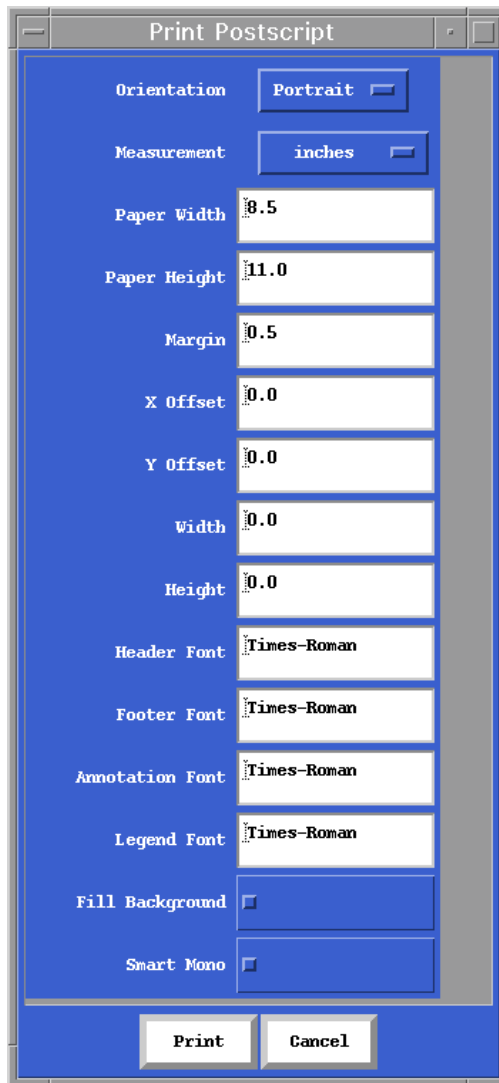 Print Postscript
Orientation Portrait
Measurement inches
Paper Width 8.5
Paper Height 11.0
Margin 0.5
X Offset 0.0
Y Offset 0.0
Width 0.0
Height 0.0
Header Font Times-Roman
Footer Font Times-Roman
Annotation Font Times-Roman
Legend Font Times-Roman
Fill Background
Smart Mono
Print Cancel